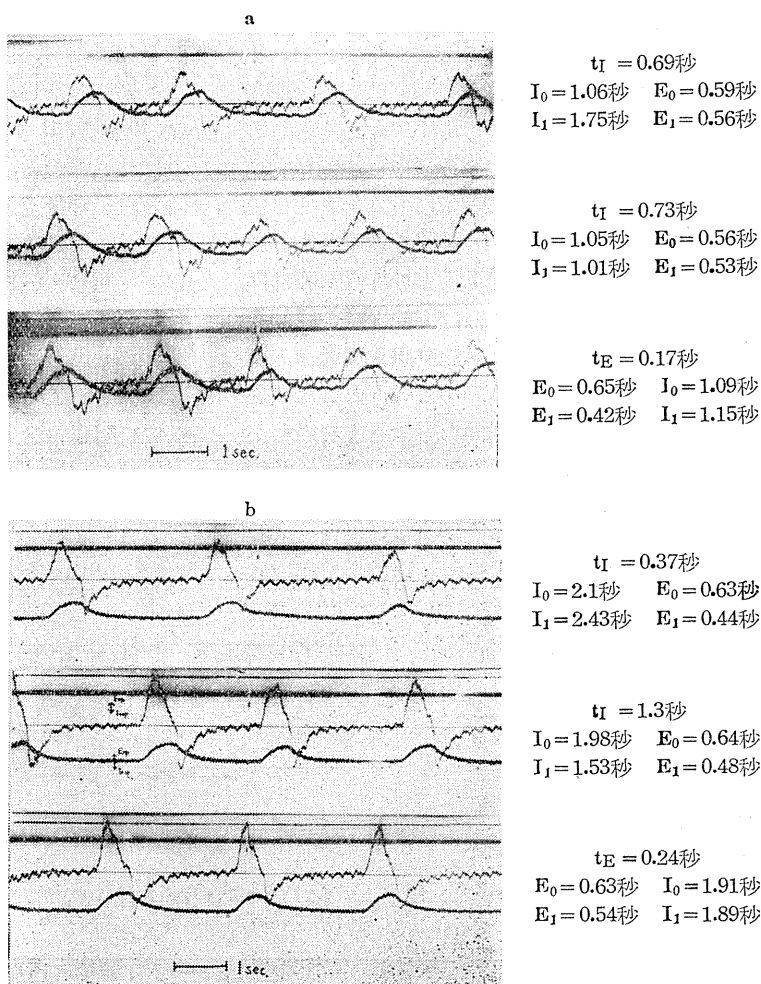 a
t_I = 0.69秒
I₀=1.06秒 E₀=0.59秒
I₁=1.75秒 E₁=0.56秒
t_I = 0.73秒
I₀=1.05秒 E₀=0.56秒
I₁=1.01秒 E₁=0.53秒
t_E = 0.17秒
E₀=0.65秒 I₀=1.09秒
E₁=0.42秒 I₁=1.15秒
1 sec.
b
t_I = 0.37秒
I₀=2.1秒 E₀=0.63秒
I₁=2.43秒 E₁=0.44秒
t_I = 1.3秒
I₀=1.98秒 E₀=0.64秒
I₁=1.53秒 E₁=0.48秒
t_E = 0.24秒
E₀=0.63秒 I₀=1.91秒
E₁=0.54秒 I₁=1.89秒
1 sec.